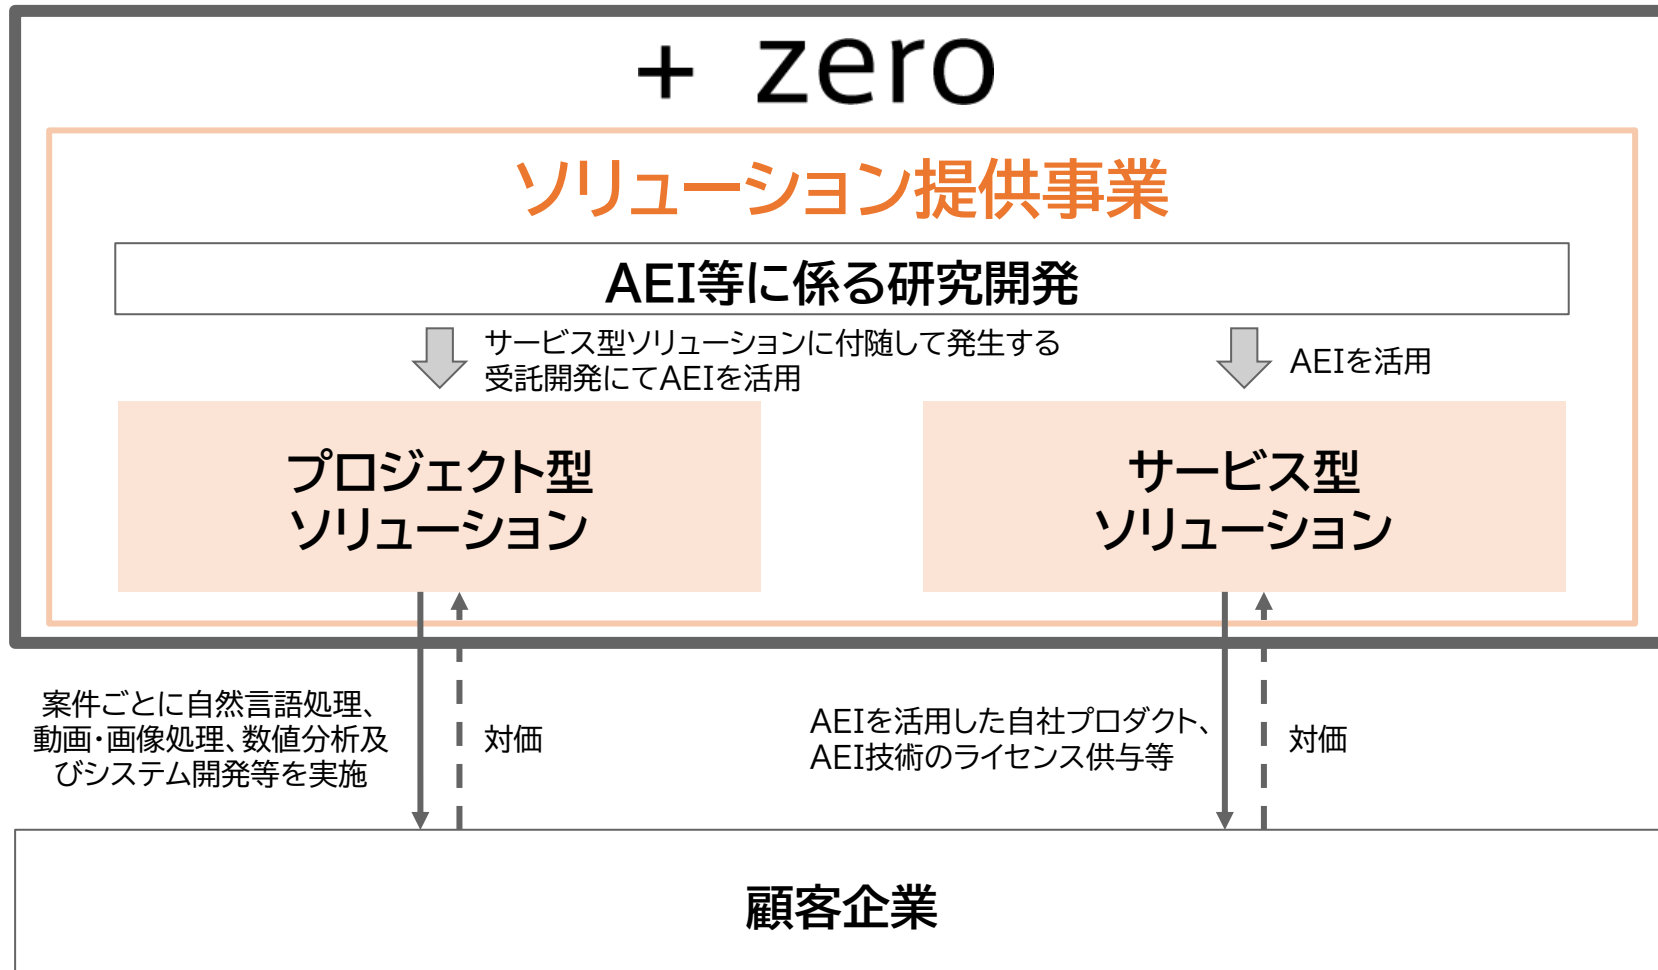 + zero
ソリューション提供事業
AEI等に係る研究開発
サービス型ソリューションに付随して発生する
受託開発にてAEIを活用
AEIを活用
プロジェクト型
ソリューション
サービス型
ソリューション
案件ごとに自然言語処理、
動画・画像処理、数値分析及
びシステム開発等を実施
対価
AEIを活用した自社プロダクト、
AEI技術のライセンス供与等
対価
顧客企業